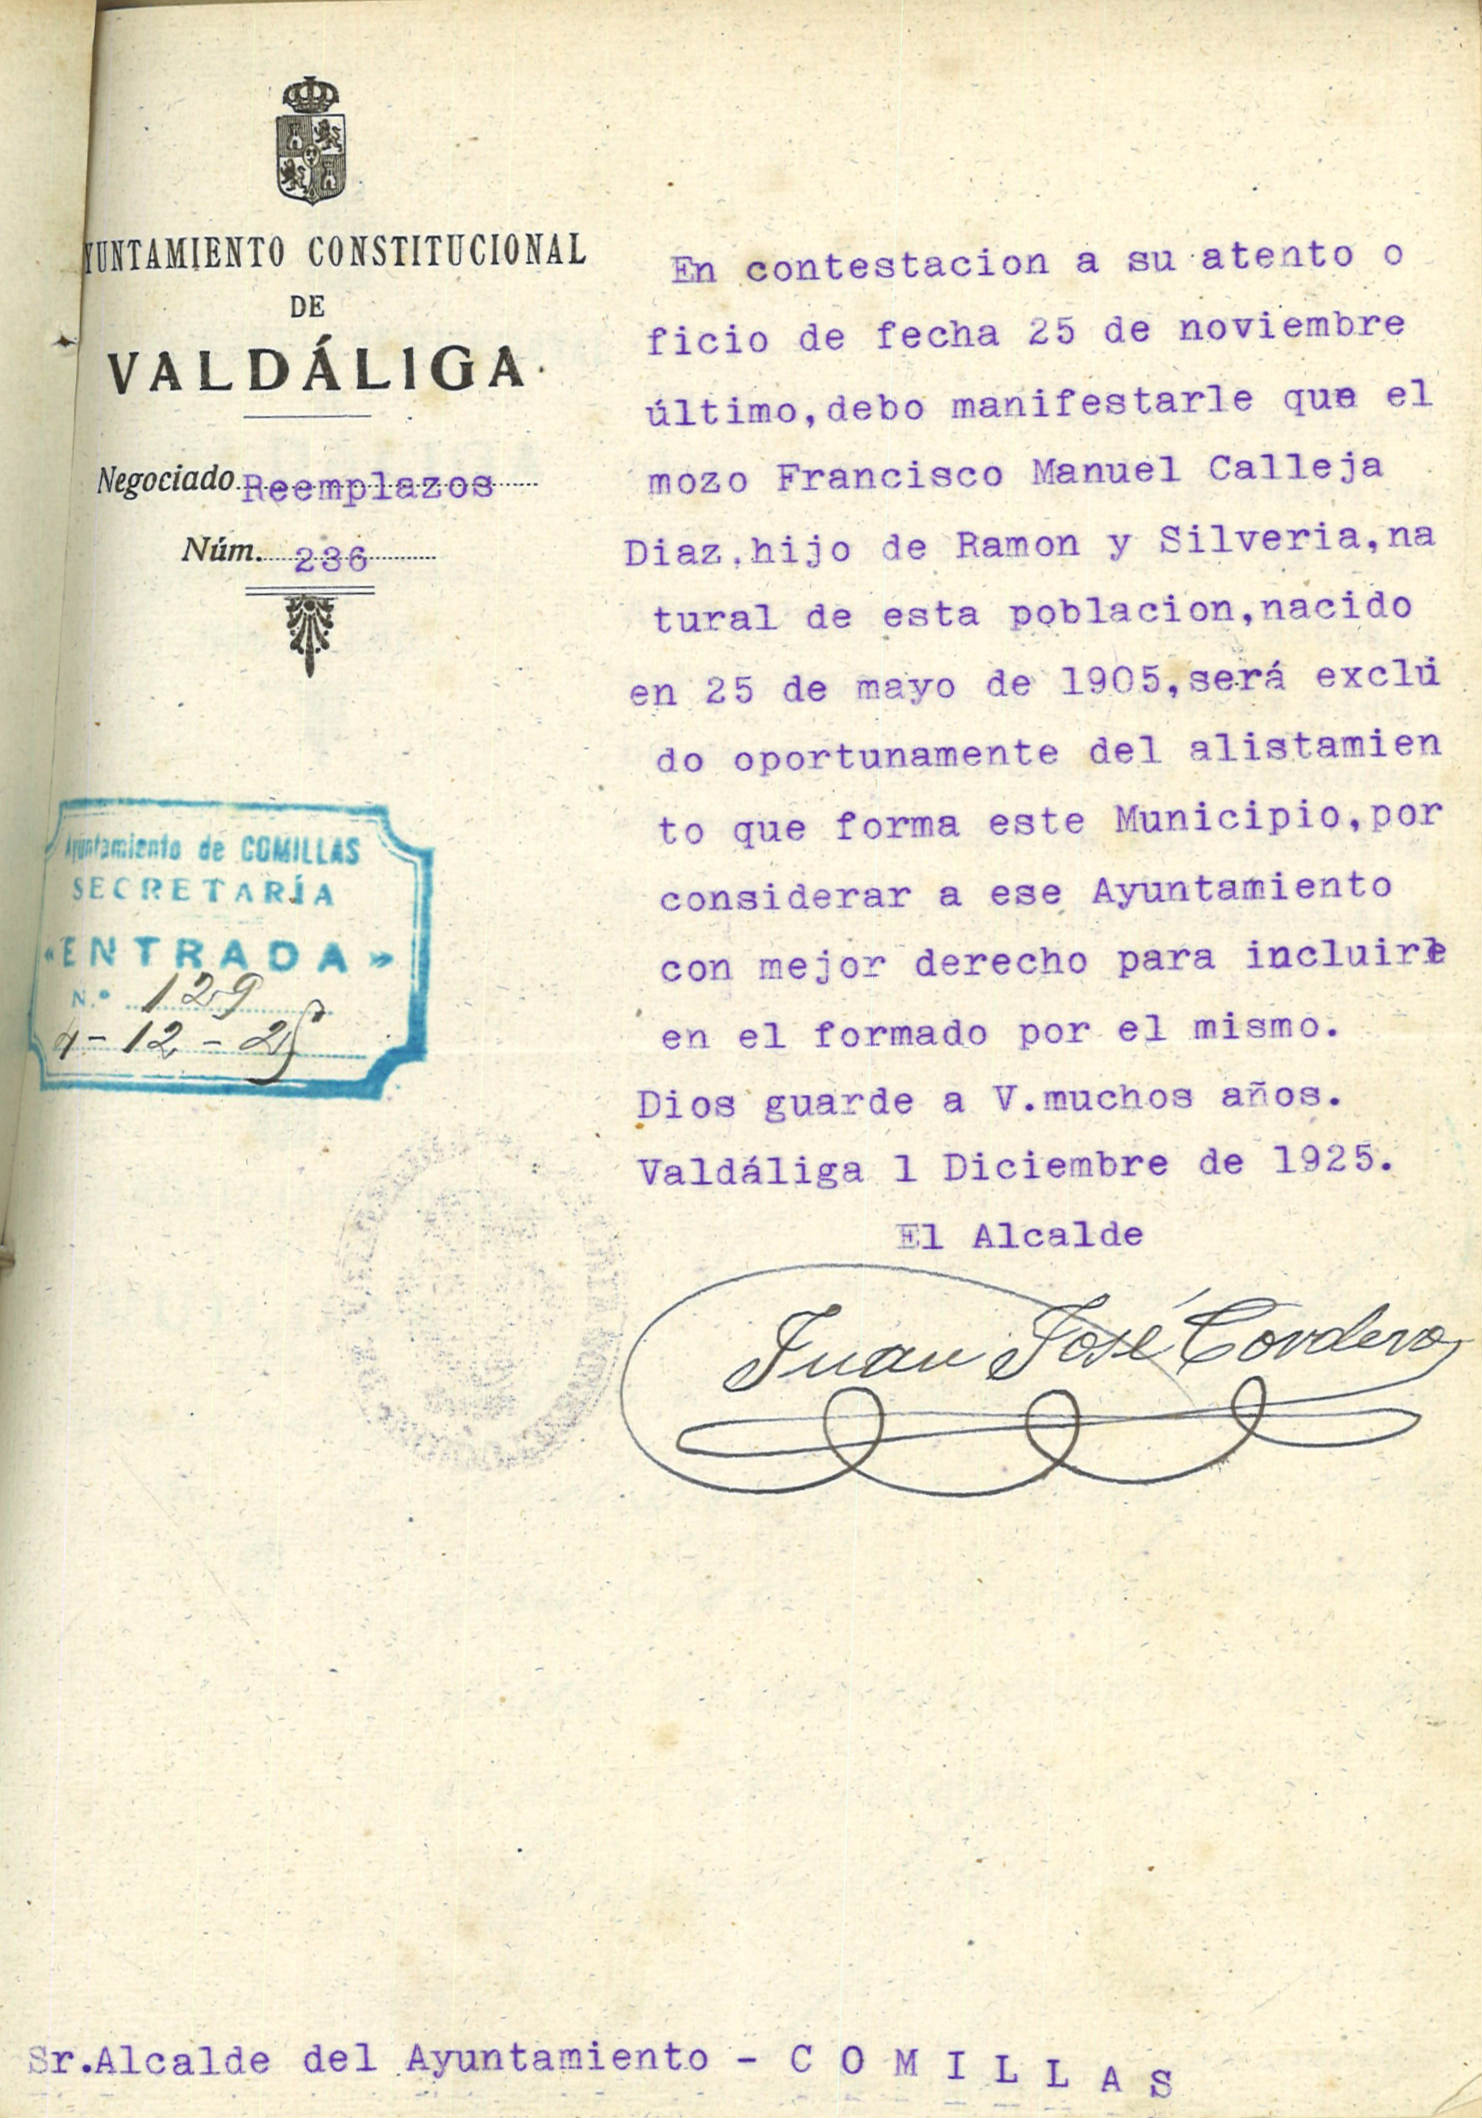 AYUNTAMIENTO CONSTITUCIONAL
DE
VALDÁLIGA
Negociado Reemplazos
Núm. 236
Ayuntamiento de COMILLAS
SECRETARÍA
«ENTRADA»
N.º 129
4-12-25
En contestacion a su atento o
ficio de fecha 25 de noviembre
último,debo manifestarle que el
mozo Francisco Manuel Calleja
Diaz,hijo de Ramon y Silveria,na
tural de esta poblacion,nacido
en 25 de mayo de 1905,será exclui
do oportunamente del alistamien
to que forma este Municipio,por
considerar a ese Ayuntamiento
con mejor derecho para incluirle
en el formado por el mismo.
Dios guarde a V.muchos años.
Valdáliga 1 Diciembre de 1925.
El Alcalde
Juan José Cordero
Sr.Alcalde del Ayuntamiento - C O M I L L A S